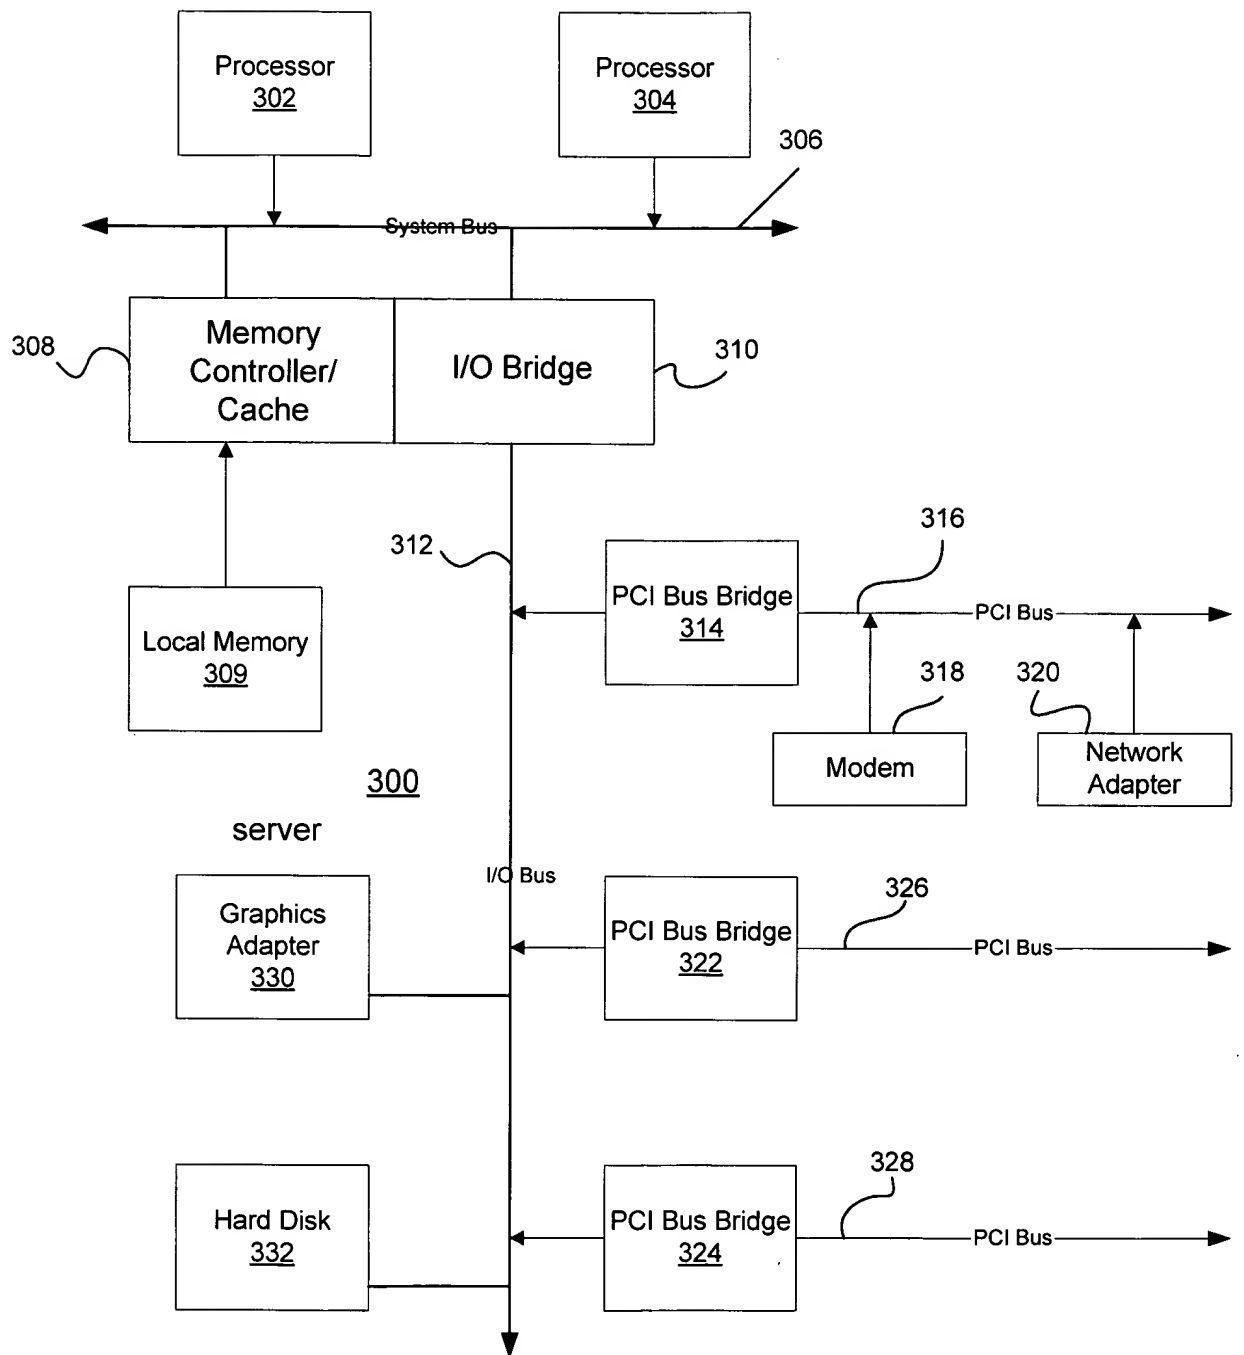 Processor
302
Processor
304
306
System Bus
308
Memory
Controller/
Cache
I/O Bridge
310
312
316
PCI Bus Bridge
314
PCI Bus
Local Memory
309
318
320
Modem
Network
Adapter
300
server
I/O Bus
326
Graphics
Adapter
330
PCI Bus Bridge
322
PCI Bus
328
Hard Disk
332
PCI Bus Bridge
324
PCI Bus